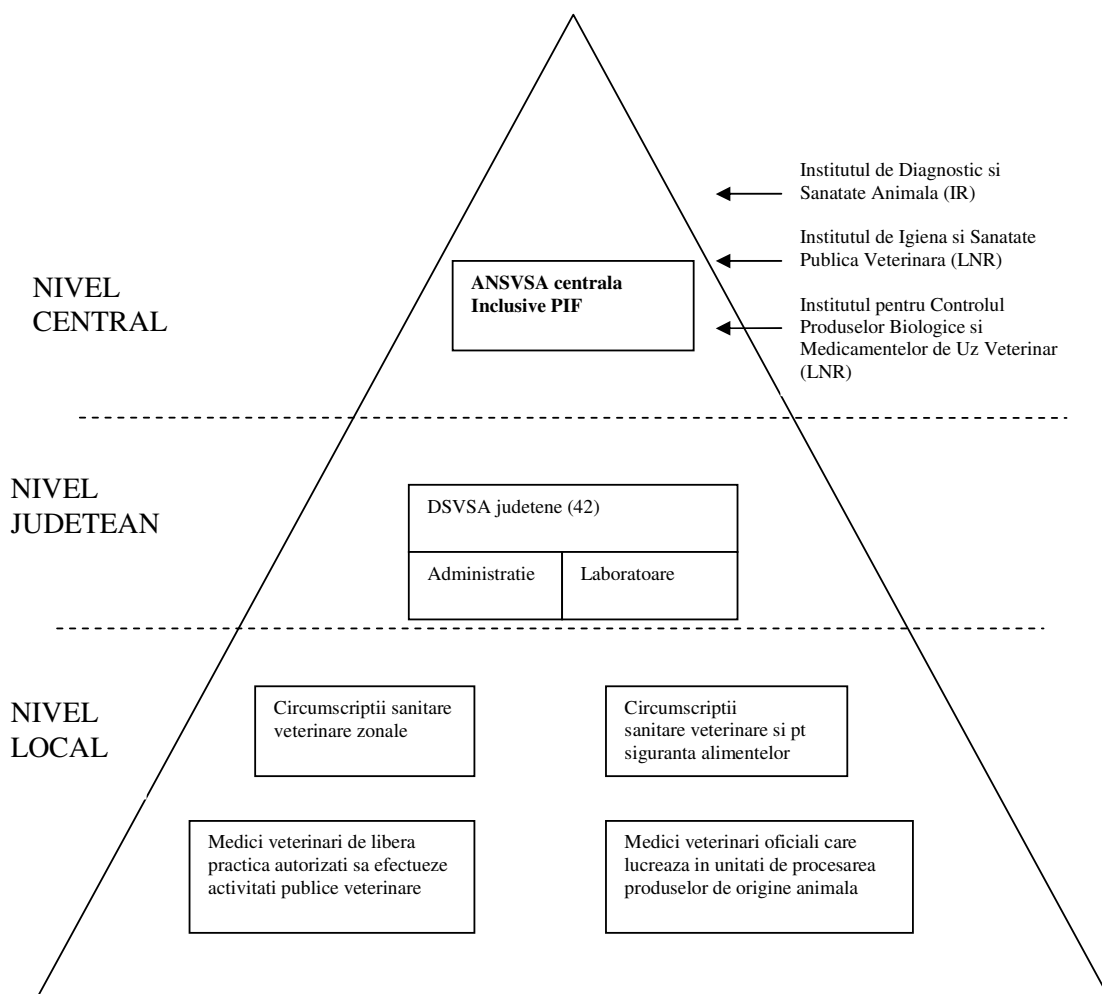 Institutul de Diagnostic si
Sanatate Animala (IR)
Institutul de Igiena si Sanatate
Publica Veterinara (LNR)
NIVEL
CENTRAL
ANSVSA centrala
Inclusive PIF
Institutul pentru Controlul
Produselor Biologice si
Medicamentelor de Uz Veterinar
(LNR)
NIVEL
JUDETEAN
DSVSA judetene (42)
Administratie
Laboratoare
NIVEL
LOCAL
Circumscriptii sanitare
veterinare zonale
Circumscriptii
sanitare veterinare si pt
siguranta alimentelor
Medici veterinari de libera
practica autorizati sa efectueze
activitati publice veterinare
Medici veterinari oficiali care
lucreaza in unitati de procesarea
produselor de origine animala